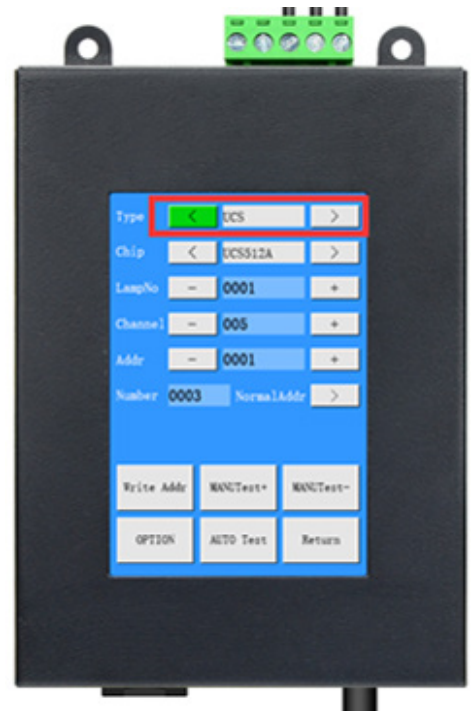 Type < UCS >
Chip < UCS512A >
LampNo - 0001 +
Channel - 005 +
Addr - 0001 +
Number 0003 NormalAddr >
Write Addr MANUTest+ MANUTest-
OPTION AUTO Test Return